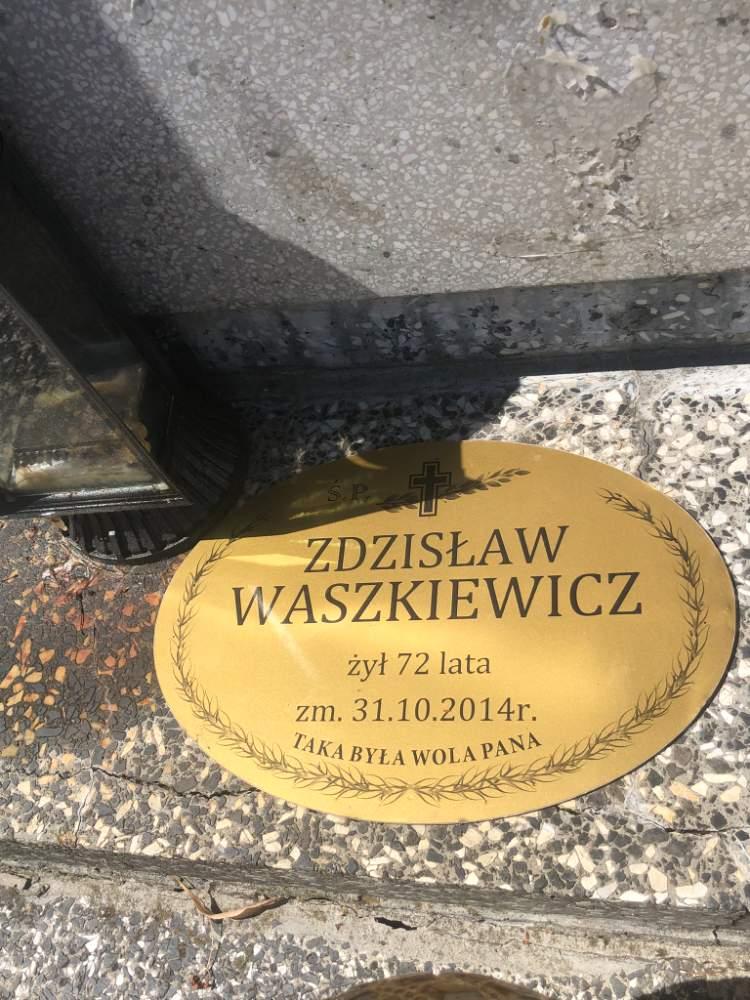 Ś.P.
ZDZISŁAW
WASZKIEWICZ
żył 72 lata
zm. 31.10.2014r.
TAKA BYŁA WOLA PANA